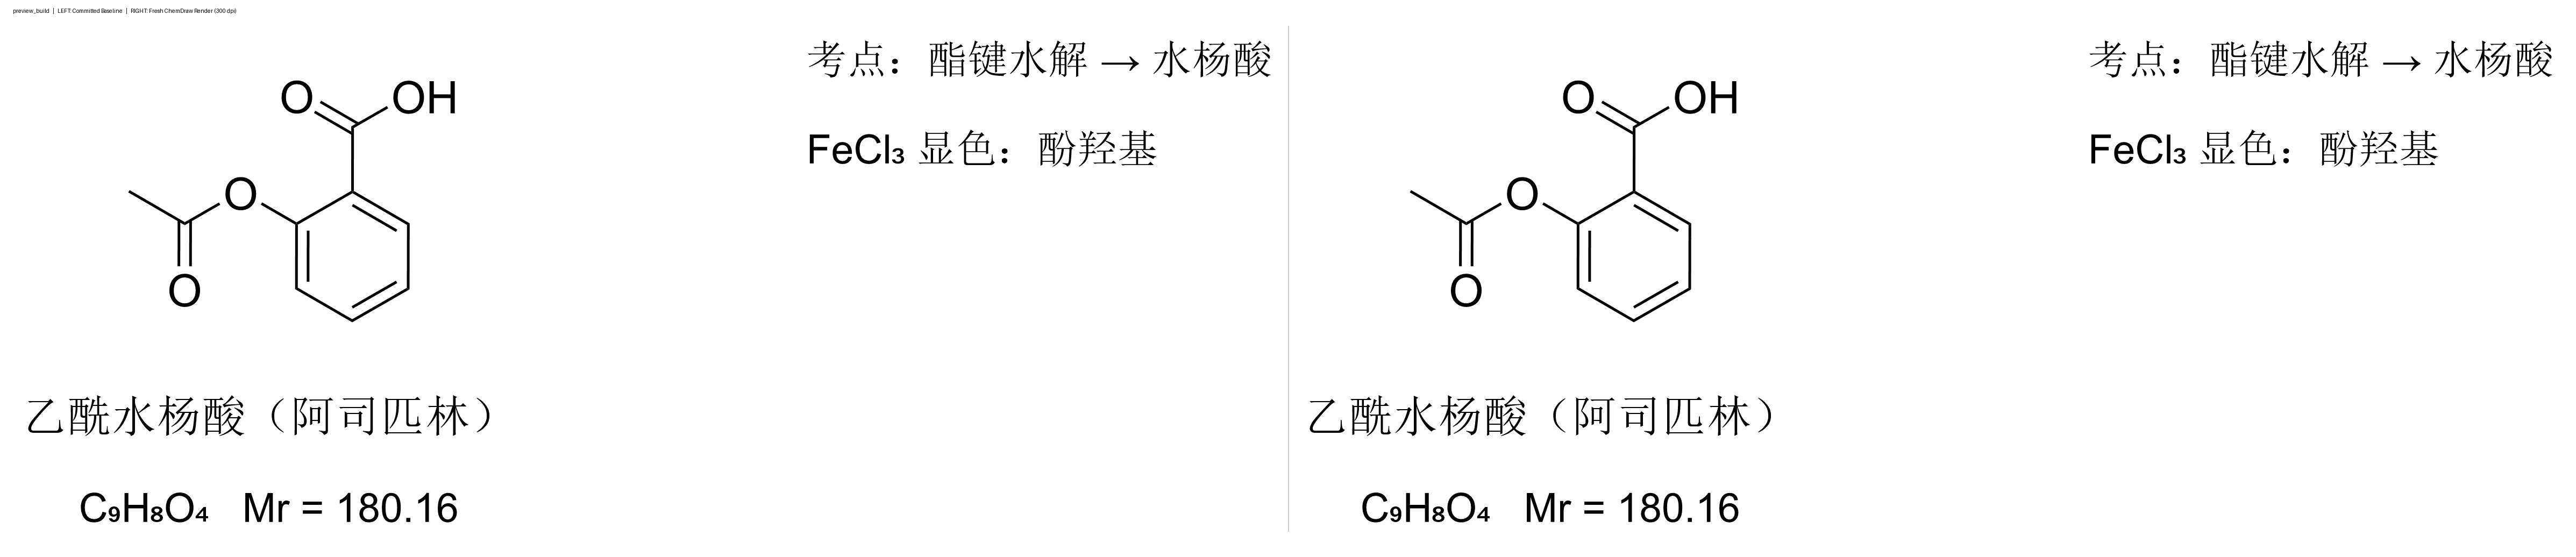 preview_build | LEFT: Committed Baseline | RIGHT: Fresh ChemDraw Render (300 dpi)
考点：酯键水解 → 水杨酸
FeCl₃ 显色：酚羟基
O
OH
O
O
乙酰水杨酸（阿司匹林）
C₉H₈O₄ Mr = 180.16
考点：酯键水解 → 水杨酸
FeCl₃ 显色：酚羟基
O
OH
O
O
乙酰水杨酸（阿司匹林）
C₉H₈O₄ Mr = 180.16